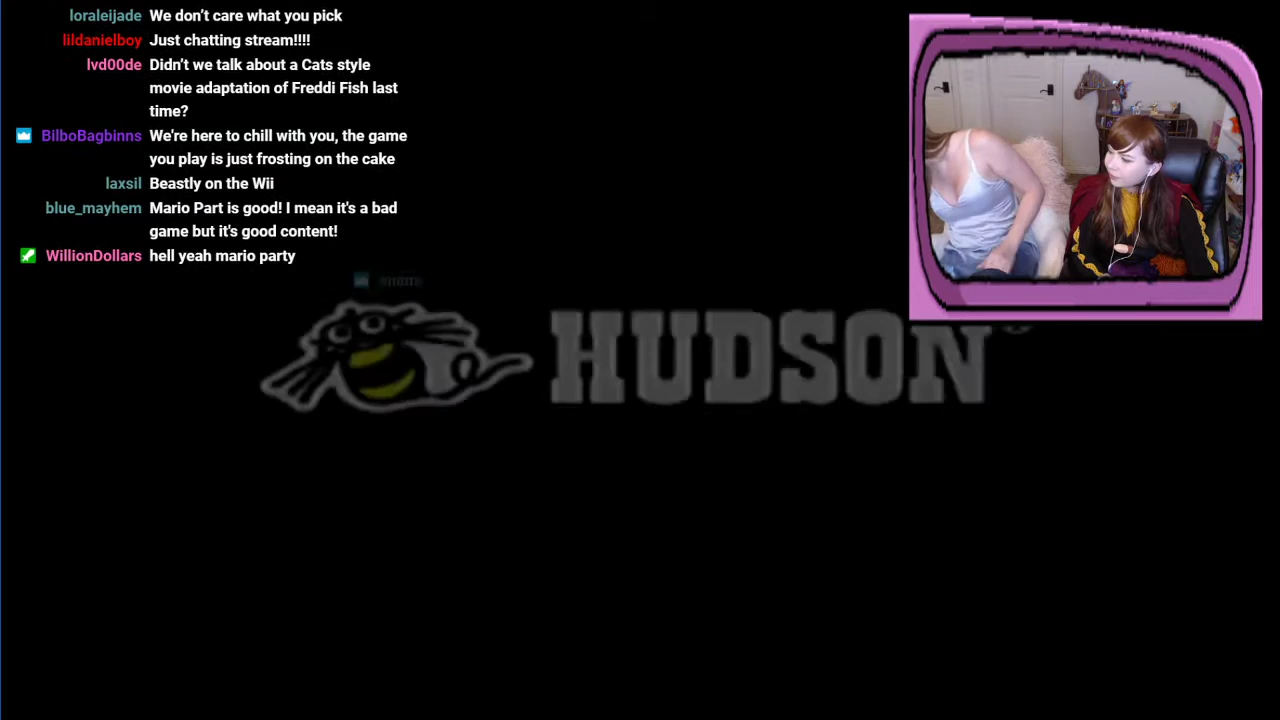 loraleijade We don’t care what you pick
lildanielboy Just chatting stream!!!!
lvd00de Didn’t we talk about a Cats style
movie adaptation of Freddi Fish last
time?
BilboBagbinns We're here to chill with you, the game
you play is just frosting on the cake
laxsil Beastly on the Wii
blue_mayhem Mario Part is good! I mean it's a bad
game but it's good content!
WillionDollars hell yeah mario party
HUDSON